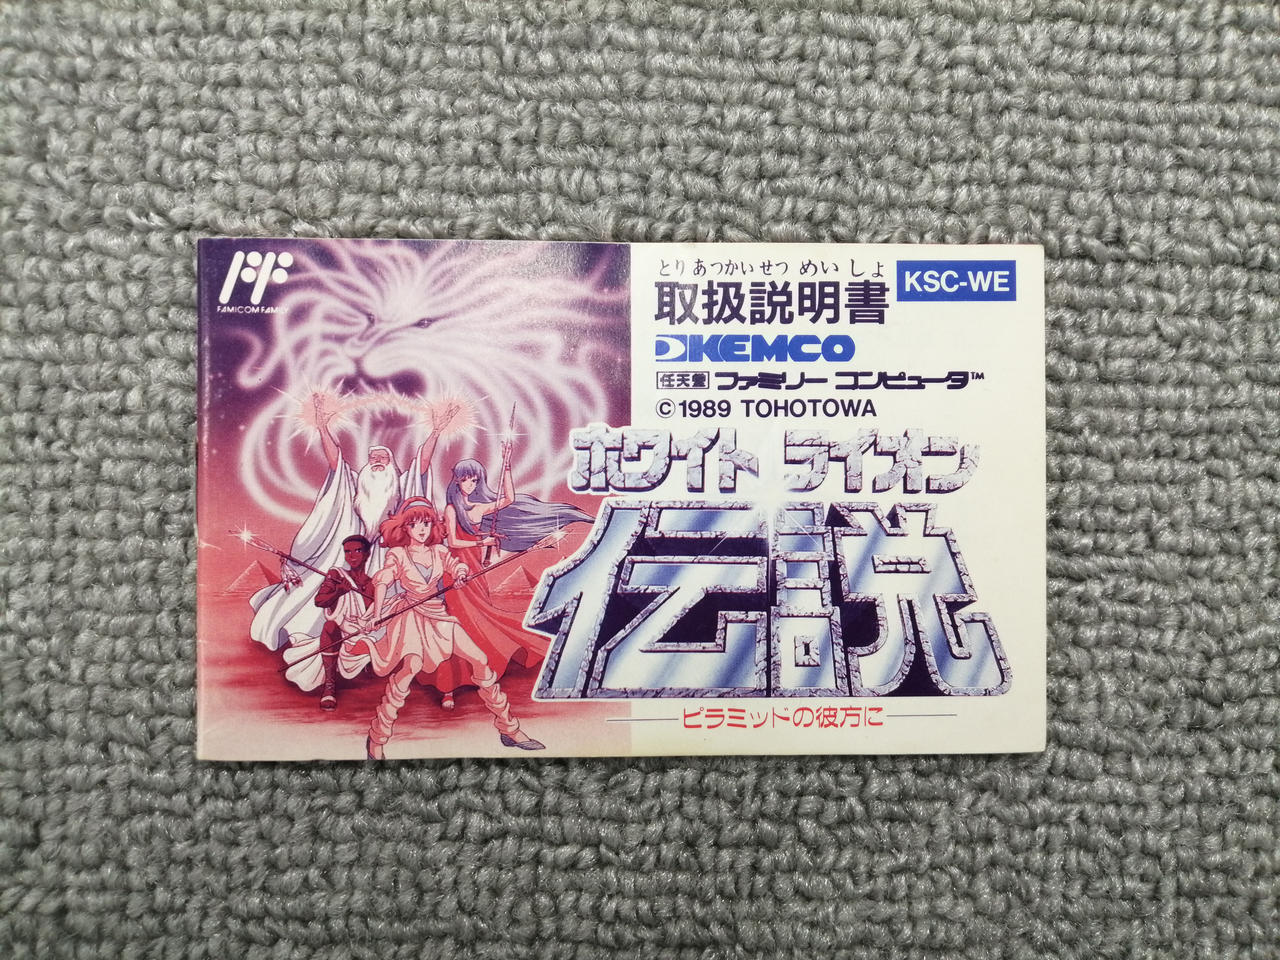 FAMICOM FAMILY
とりあつかいせつめいしょ
取扱説明書
KSC-WE
KEMCO
任天堂 ファミリーコンピュータ™
©1989 TOHOTOWA
ホワイトライオン
伝説
ピラミッドの彼方に